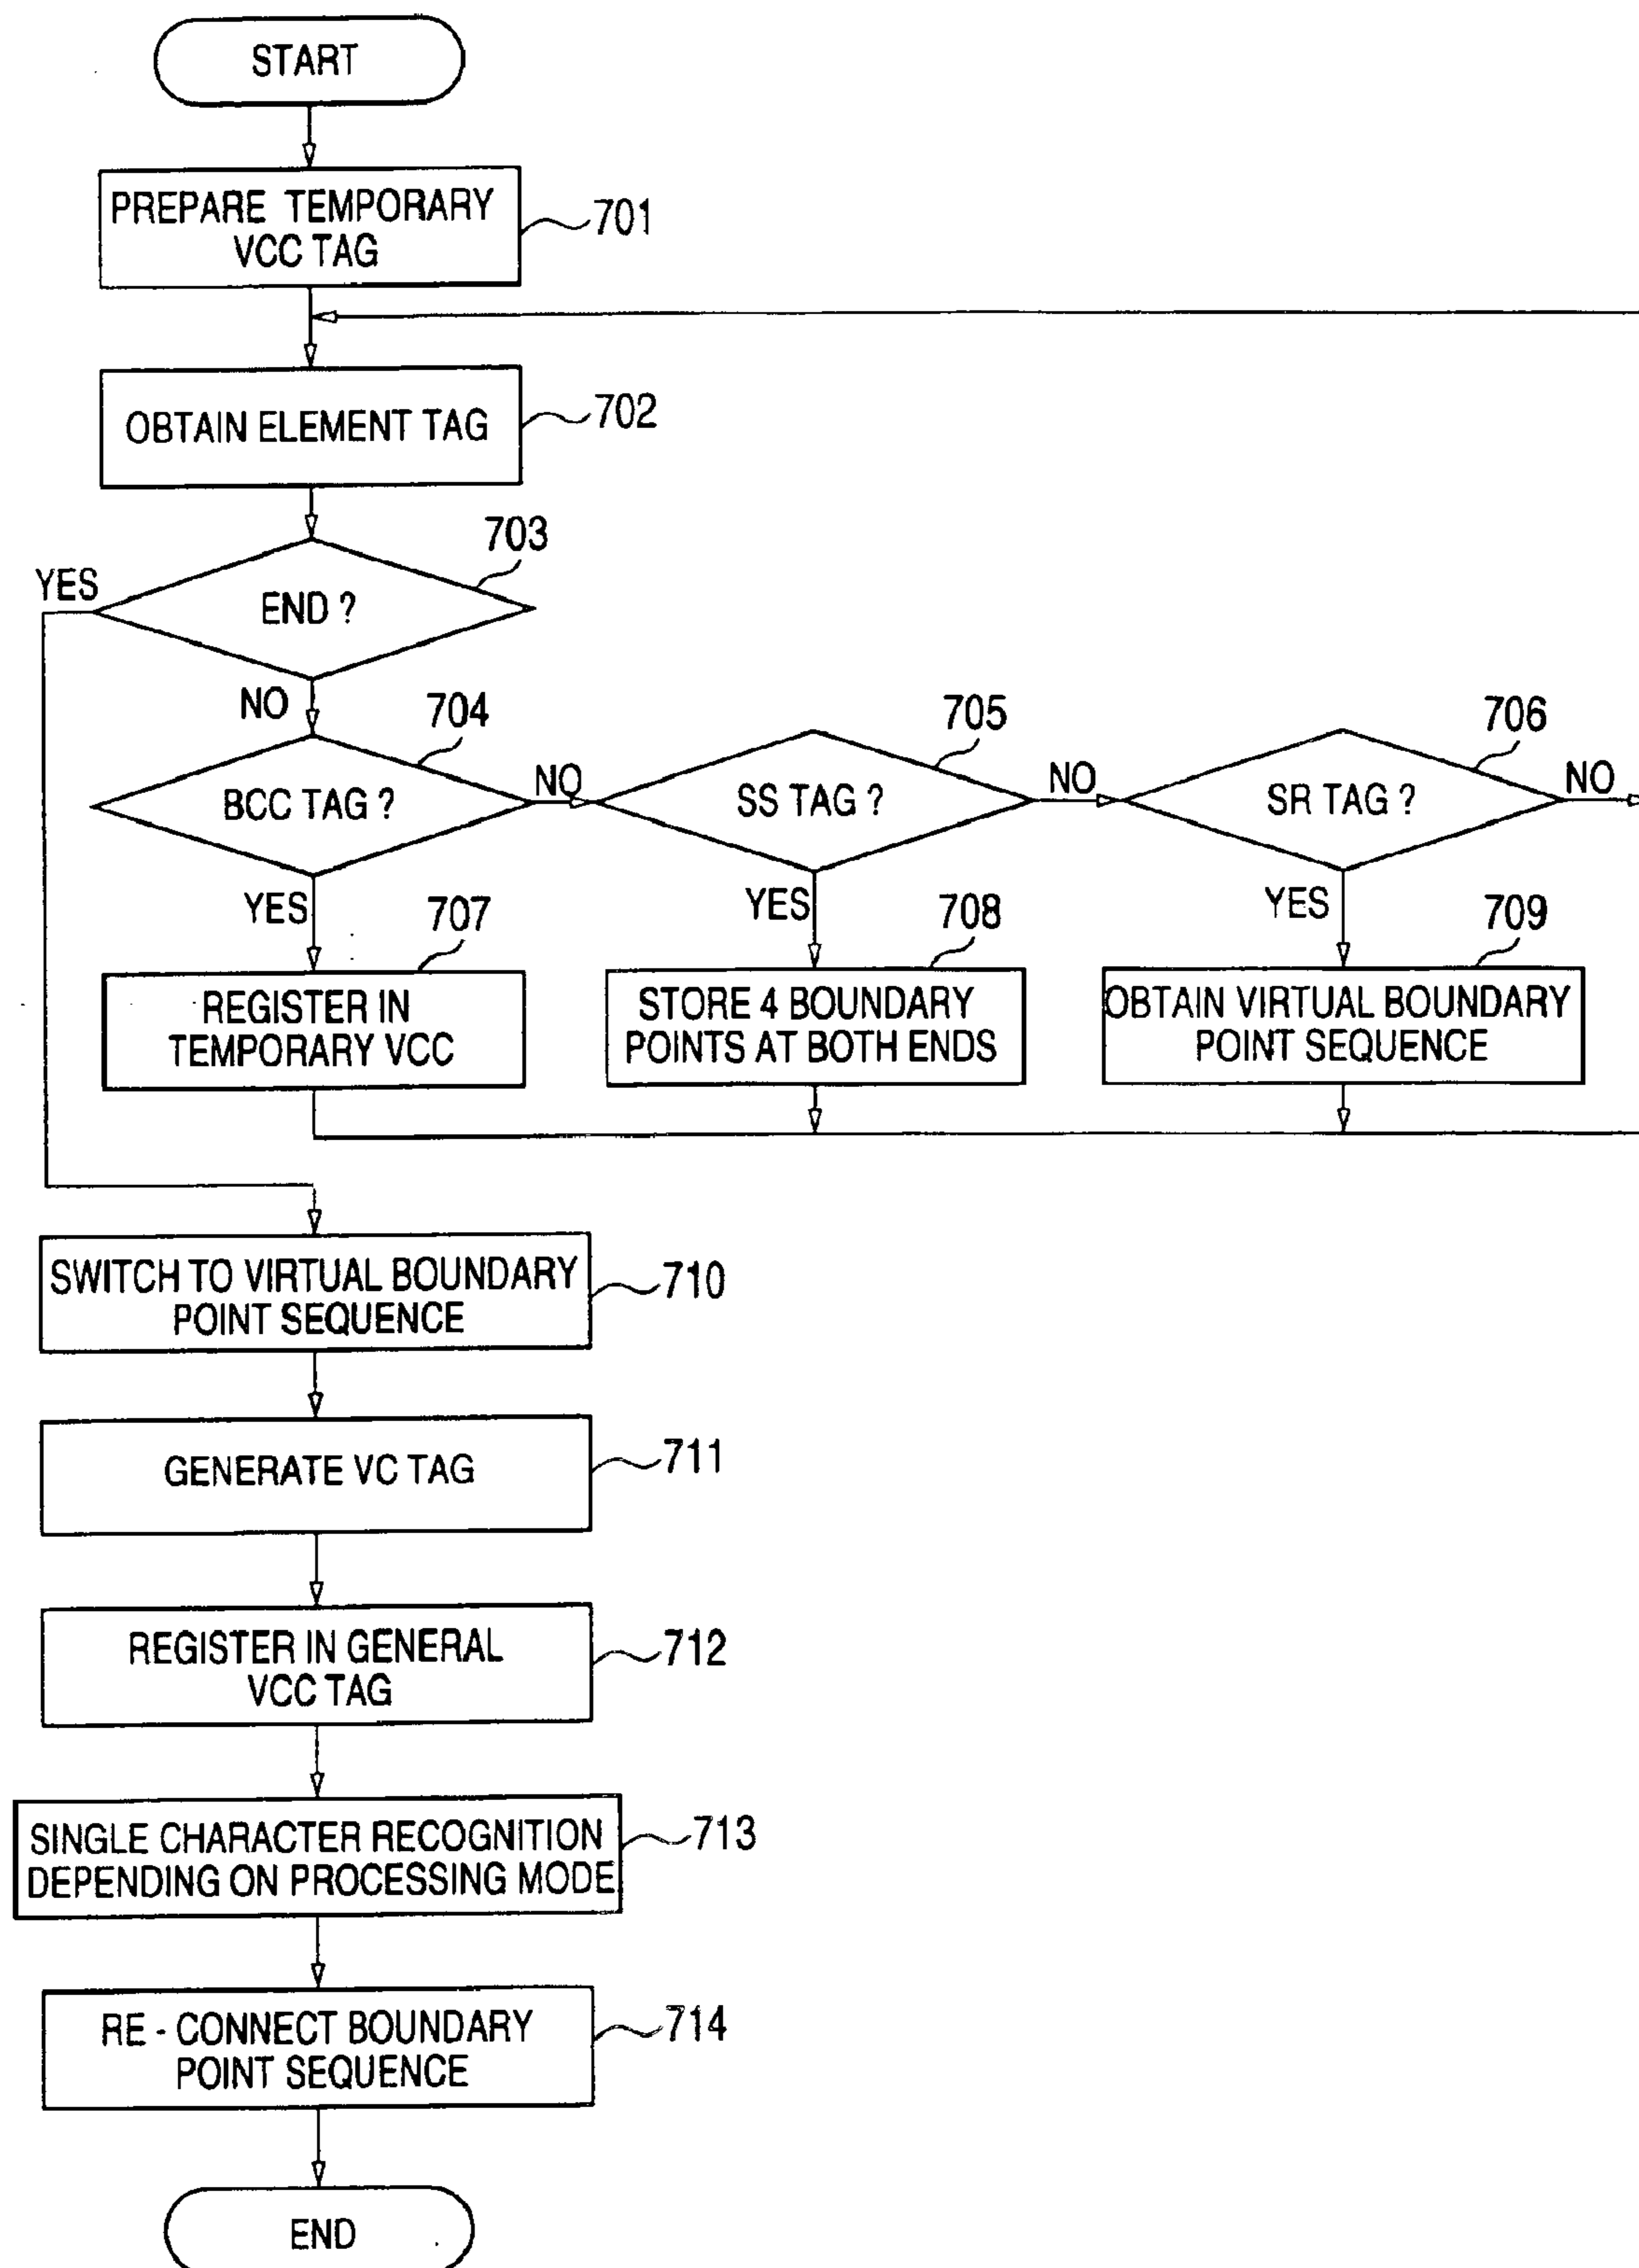 START
PREPARE TEMPORARY
VCC TAG
701
OBTAIN ELEMENT TAG
702
703
YES
END ?
NO
704
705
706
BCC TAG ?
NO
SS TAG ?
NO
SR TAG ?
NO
YES
707
YES
708
YES
709
REGISTER IN
TEMPORARY VCC
STORE 4 BOUNDARY
POINTS AT BOTH ENDS
OBTAIN VIRTUAL BOUNDARY
POINT SEQUENCE
SWITCH TO VIRTUAL BOUNDARY
POINT SEQUENCE
710
GENERATE VC TAG
711
REGISTER IN GENERAL
VCC TAG
712
SINGLE CHARACTER RECOGNITION
DEPENDING ON PROCESSING MODE
713
RE - CONNECT BOUNDARY
POINT SEQUENCE
714
END